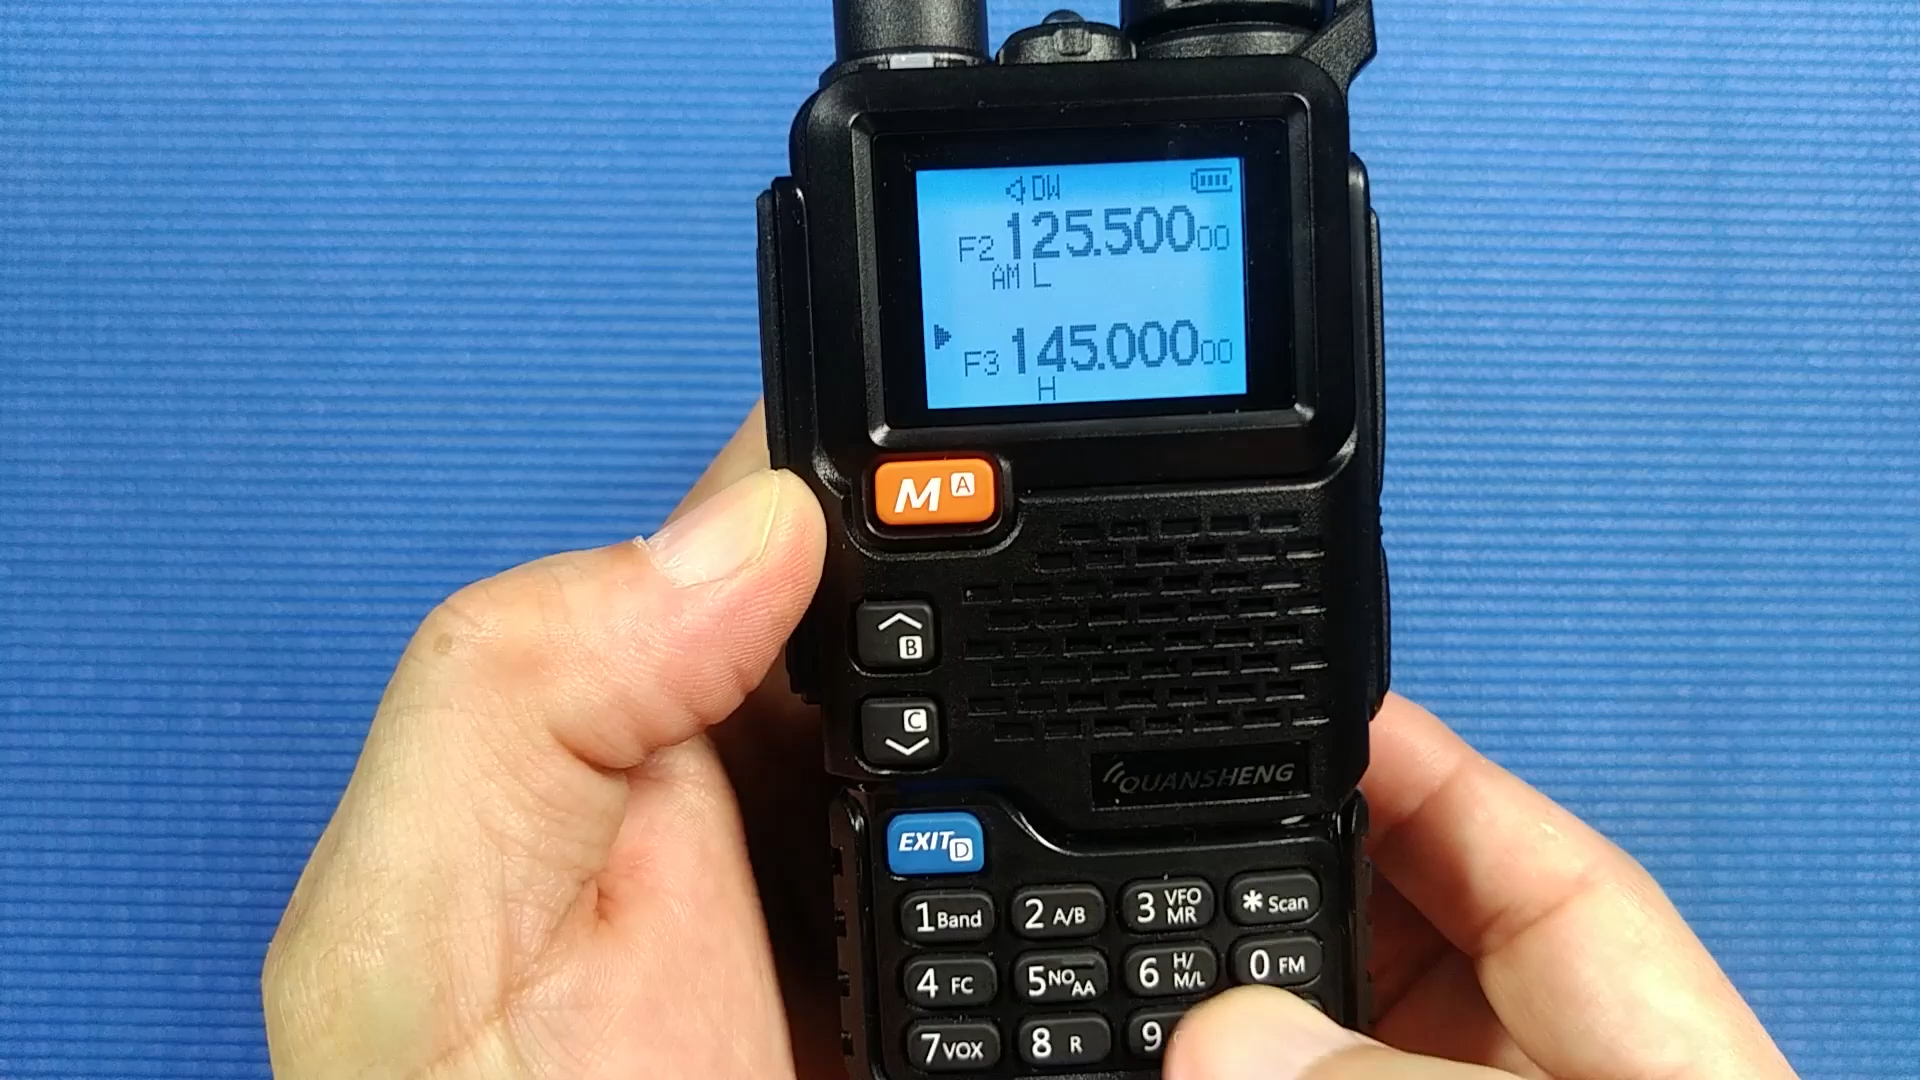 DW
F2 125.50000
AM L
F3 145.00000
H
M A
B
C
QUANSHENG
EXIT D
1 Band 2 A/B 3 VFO MR * Scan
4 FC 5 NOAA 6 H/M/L 0 FM
7 VOX 8 R 9